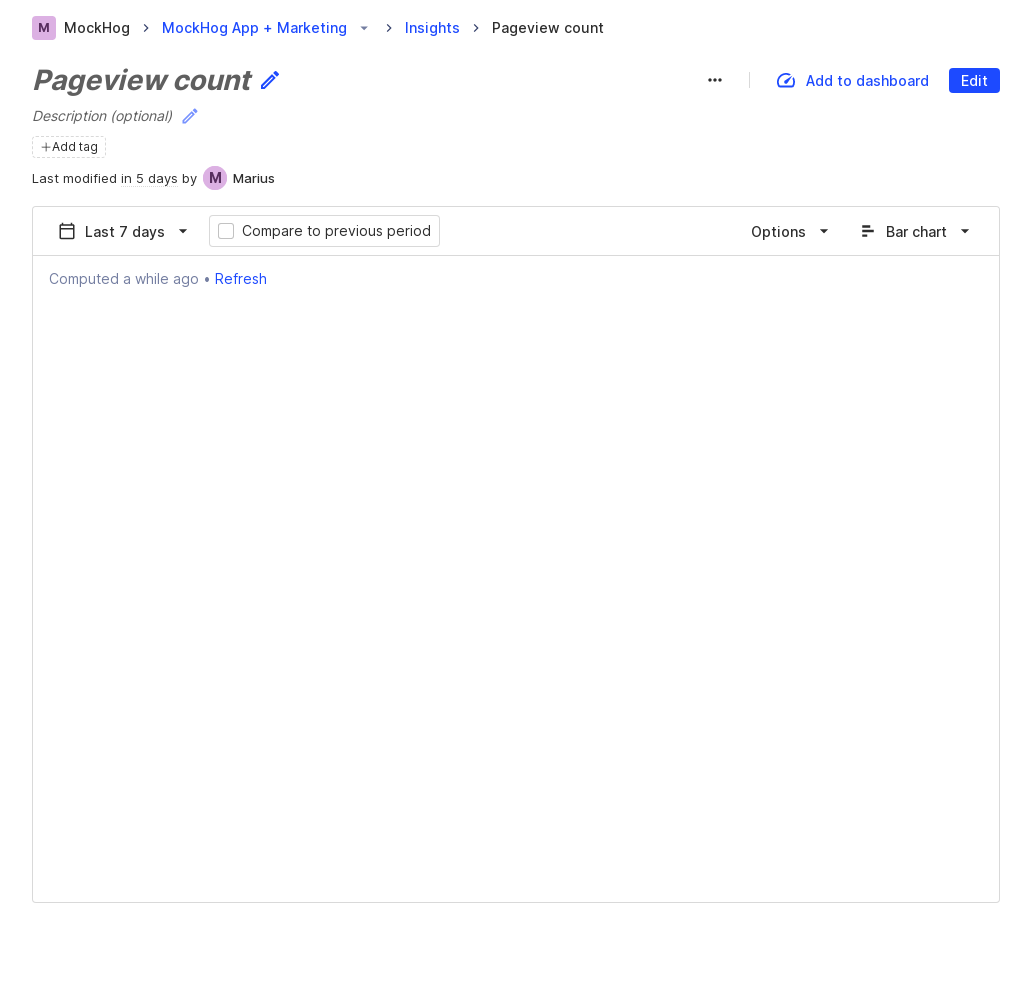 M MockHog MockHog App + Marketing Insights Pageview count
Pageview count
Add to dashboard Edit
Description (optional)
+Add tag
Last modified in 5 days by M Marius
Last 7 days Compare to previous period Options Bar chart
Computed a while ago • Refresh